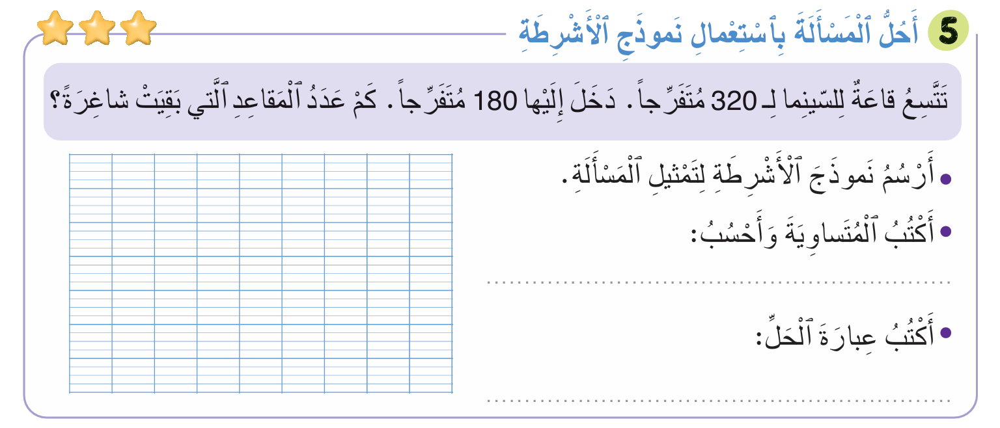 5 أَحُلُّ ٱلْمَسْأَلَةَ بِٱسْتِعْمالِ نَموذَجِ ٱلْأَشْرِطَةِ
تَتَّسِعُ قاعَةٌ لِلسّينِما لِـ 320 مُتَفَرِّجاً. دَخَلَ إِلَيْها 180 مُتَفَرِّجاً. كَمْ عَدَدُ ٱلْمَقاعِدِ ٱلَّتي بَقِيَتْ شاغِرَةً؟
• أَرْسُمُ نَموذَجَ ٱلْأَشْرِطَةِ لِتَمْثيلِ ٱلْمَسْأَلَةِ.
• أَكْتُبُ ٱلْمُتَساوِيَةَ وَأَحْسُبُ:
• أَكْتُبُ عِبارَةَ ٱلْحَلِّ: